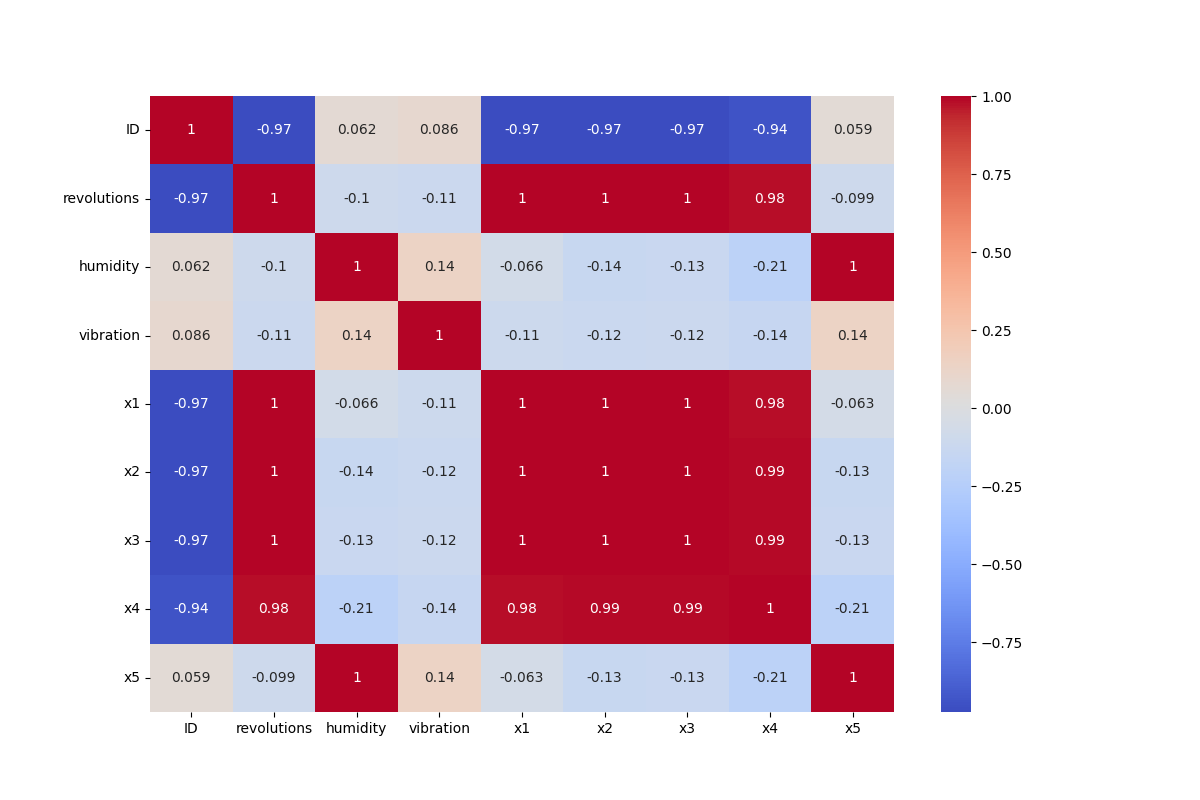 ID 1 -0.97 0.062 0.086 -0.97 -0.97 -0.97 -0.94 0.059
revolutions -0.97 1 -0.1 -0.11 1 1 1 0.98 -0.099
humidity 0.062 -0.1 1 0.14 -0.066 -0.14 -0.13 -0.21 1
vibration 0.086 -0.11 0.14 1 -0.11 -0.12 -0.12 -0.14 0.14
x1 -0.97 1 -0.066 -0.11 1 1 1 0.98 -0.063
x2 -0.97 1 -0.14 -0.12 1 1 1 0.99 -0.13
x3 -0.97 1 -0.13 -0.12 1 1 1 0.99 -0.13
x4 -0.94 0.98 -0.21 -0.14 0.98 0.99 0.99 1 -0.21
x5 0.059 -0.099 1 0.14 -0.063 -0.13 -0.13 -0.21 1
ID revolutions humidity vibration x1 x2 x3 x4 x5
1.00
0.75
0.50
0.25
0.00
−0.25
−0.50
−0.75